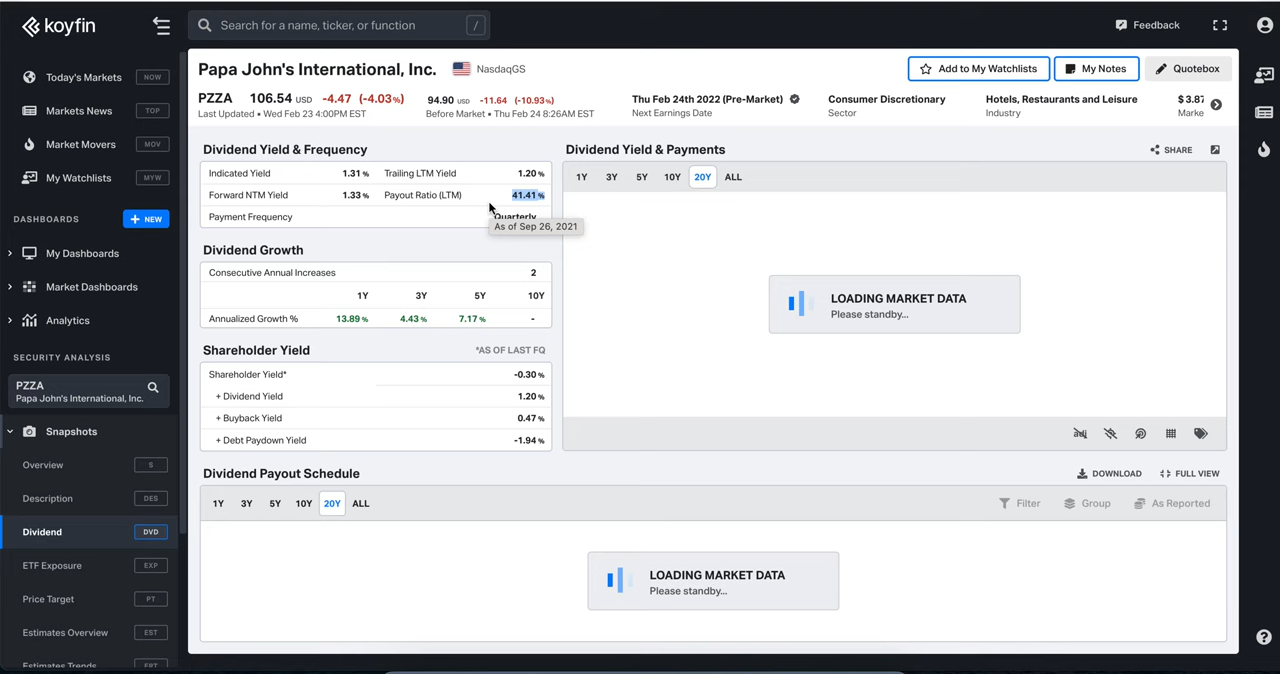 koyfin
Search for a name, ticker, or function /
Feedback
Today's Markets NOW
Markets News TOP
Market Movers MOV
My Watchlists MYW
DASHBOARDS + NEW
My Dashboards
Market Dashboards
Analytics
SECURITY ANALYSIS
PZZA
Papa John's International, Inc.
Snapshots
Overview S
Description DES
Dividend DVD
ETF Exposure EXP
Price Target PT
Estimates Overview EST
Estimates Trends ERT
Papa John's International, Inc. NasdaqGS
Add to My Watchlists
My Notes
Quotebox
PZZA 106.54 USD -4.47 (-4.03%)
Last Updated • Wed Feb 23 4:00PM EST
94.90 USD -11.64 (-10.93%)
Before Market • Thu Feb 24 8:26AM EST
Thu Feb 24th 2022 (Pre-Market)
Next Earnings Date
Consumer Discretionary
Sector
Hotels, Restaurants and Leisure
Industry
$3.87
Marke
Dividend Yield & Frequency
Indicated Yield 1.31 % Trailing LTM Yield 1.20 %
Forward NTM Yield 1.33 % Payout Ratio (LTM) 41.41 %
Payment Frequency Quarterly
As of Sep 26, 2021
Dividend Growth
Consecutive Annual Increases 2
1Y 3Y 5Y 10Y
Annualized Growth % 13.89 % 4.43 % 7.17 % -
Shareholder Yield *AS OF LAST FQ
Shareholder Yield* -0.30 %
+ Dividend Yield 1.20 %
+ Buyback Yield 0.47 %
+ Debt Paydown Yield -1.94 %
Dividend Yield & Payments
SHARE
1Y 3Y 5Y 10Y 20Y ALL
LOADING MARKET DATA
Please standby...
adj
Dividend Payout Schedule
DOWNLOAD FULL VIEW
1Y 3Y 5Y 10Y 20Y ALL
Filter Group As Reported
LOADING MARKET DATA
Please standby...
?